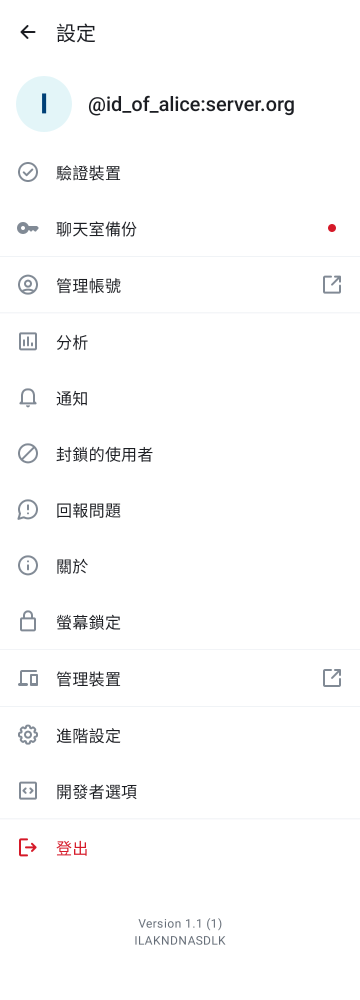 設定
I
@id_of_alice:server.org
驗證裝置
聊天室備份
管理帳號
分析
通知
封鎖的使用者
回報問題
關於
螢幕鎖定
管理裝置
進階設定
開發者選項
登出
Version 1.1 (1)
ILAKNDNASDLK